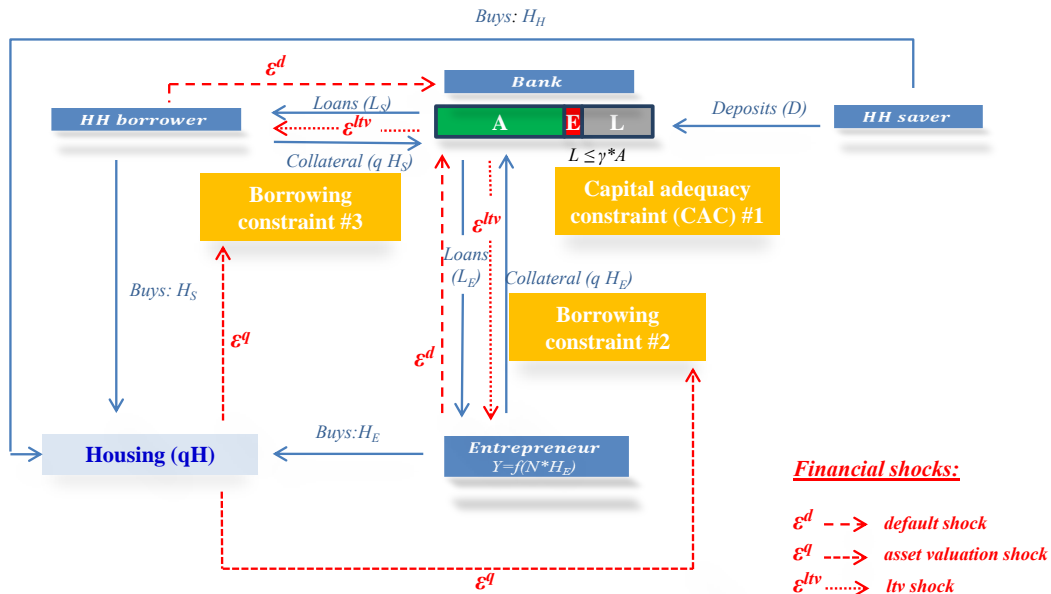 Buys: H_H
ε^d
Bank
HH borrower
Loans (L_S)
A
E
L
Deposits (D)
HH saver
ε^ltv
Collateral (q H_S)
L ≤ γ*A
Borrowing
constraint #3
Capital adequacy
constraint (CAC) #1
ε^ltv
Loans
(L_E)
Collateral (q H_E)
Buys: H_S
Borrowing
constraint #2
ε^q
ε^d
Buys:H_E
Housing (qH)
Entrepreneur
Y=f(N*H_E)
Financial shocks:
ε^d default shock
ε^q asset valuation shock
ε^q
ε^ltv ltv shock